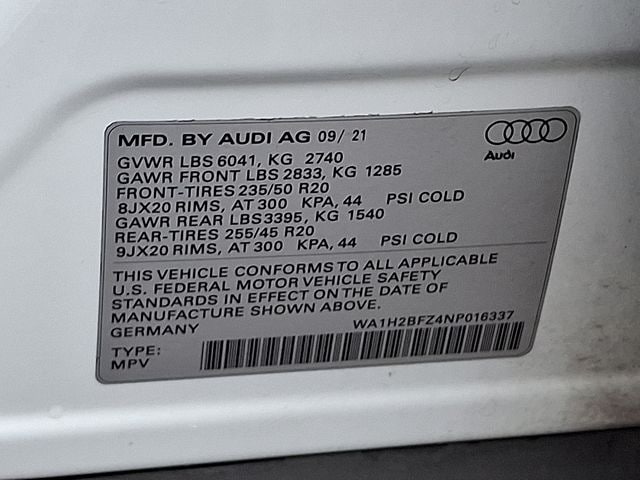 MFD. BY AUDI AG 09/ 21
Audi
GVWR LBS 6041, KG 2740
GAWR FRONT LBS 2833, KG 1285
FRONT-TIRES 235/50 R20
8JX20 RIMS, AT 300 KPA, 44 PSI COLD
GAWR REAR LBS3395, KG 1540
REAR-TIRES 255/45 R20
9JX20 RIMS, AT 300 KPA, 44 PSI COLD
THIS VEHICLE CONFORMS TO ALL APPLICABLE
U.S. FEDERAL MOTOR VEHICLE SAFETY
STANDARDS IN EFFECT ON THE DATE OF
MANUFACTURE SHOWN ABOVE.
GERMANY WA1H2BFZ4NP016337
TYPE:
MPV